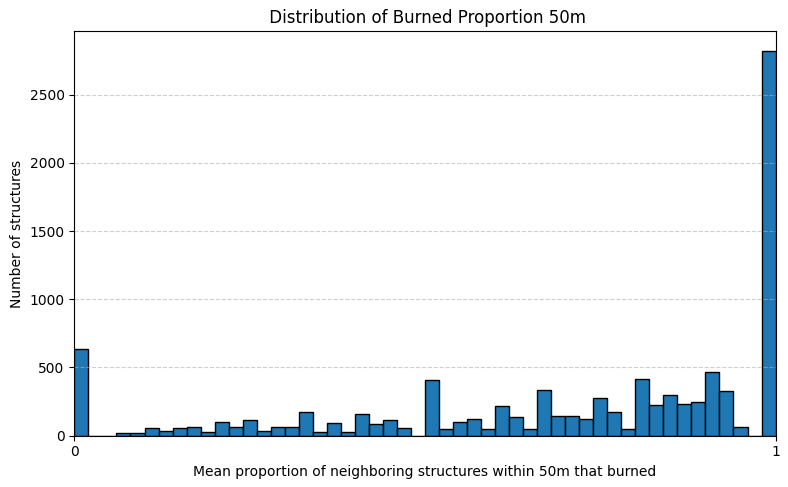 Distribution of Burned Proportion 50m
Number of structures
2500
2000
1500
1000
500
0
0
1
Mean proportion of neighboring structures within 50m that burned